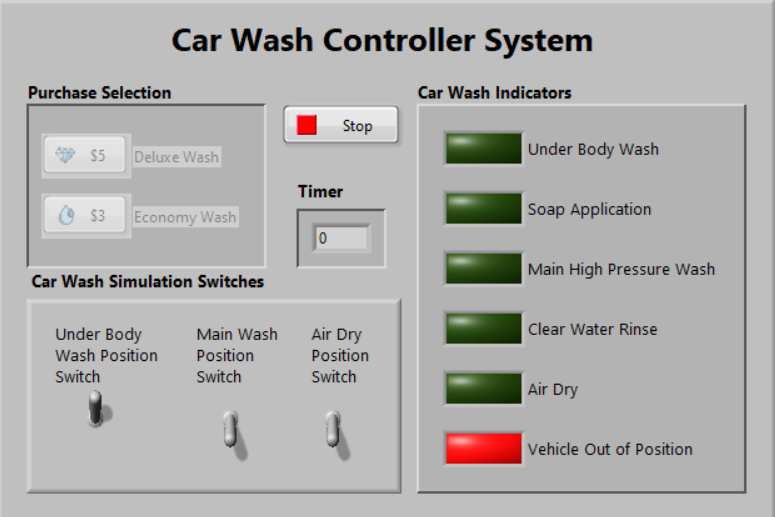 Car Wash Controller System
Purchase Selection
$5
Deluxe Wash
$3
Economy Wash
Stop
Timer
0
Car Wash Simulation Switches
Under Body
Wash Position
Switch
Main Wash
Position
Switch
Air Dry
Position
Switch
Car Wash Indicators
Under Body Wash
Soap Application
Main High Pressure Wash
Clear Water Rinse
Air Dry
Vehicle Out of Position